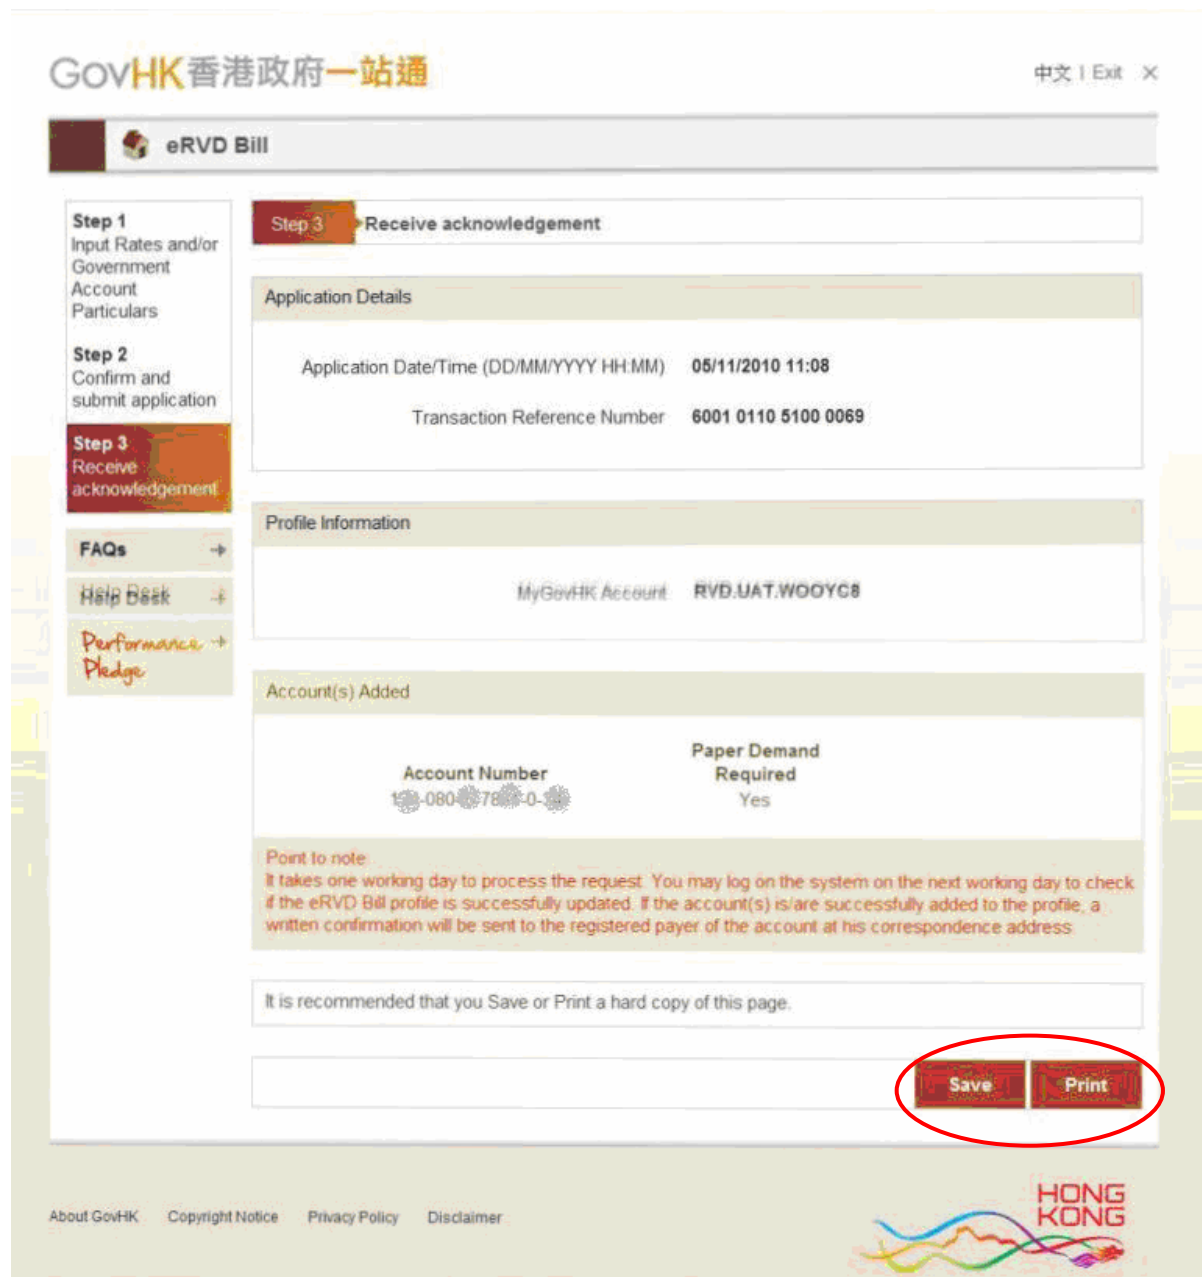 GovHK香港政府一站通
中文 | Exit ×
eRVD Bill
Step 1
Input Rates and/or
Government
Account
Particulars
Step 2
Confirm and
submit application
Step 3
Receive
acknowledgement
FAQs
Help Desk
Performance
Pledge
Step 3 Receive acknowledgement
Application Details
Application Date/Time (DD/MM/YYYY HH:MM) 05/11/2010 11:08
Transaction Reference Number 6001 0110 5100 0069
Profile Information
MyGovHK Account RVD.UAT.WOOYC8
Account(s) Added
Paper Demand
Account Number Required
-080- 78 -0- Yes
Point to note
It takes one working day to process the request. You may log on the system on the next working day to check
if the eRVD Bill profile is successfully updated. If the account(s) is/are successfully added to the profile, a
written confirmation will be sent to the registered payer of the account at his correspondence address
It is recommended that you Save or Print a hard copy of this page.
Save Print
About GovHK Copyright Notice Privacy Policy Disclaimer
HONG
KONG